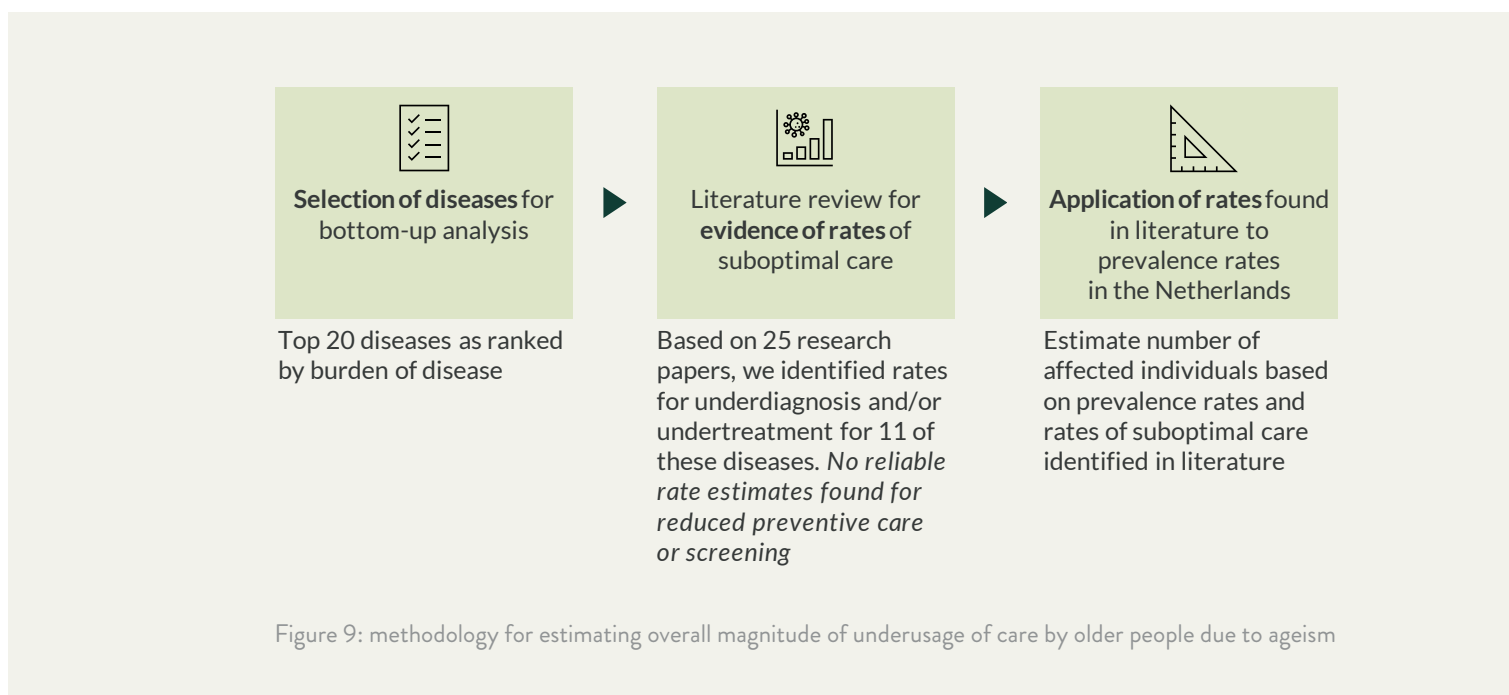 Selection of diseases for
bottom-up analysis
Top 20 diseases as ranked
by burden of disease
Literature review for
evidence of rates of
suboptimal care
Based on 25 research
papers, we identified rates
for underdiagnosis and/or
undertreatment for 11 of
these diseases. No reliable
rate estimates found for
reduced preventive care
or screening
Application of rates found
in literature to
prevalence rates
in the Netherlands
Estimate number of
affected individuals based
on prevalence rates and
rates of suboptimal care
identified in literature
Figure 9: methodology for estimating overall magnitude of underusage of care by older people due to ageism